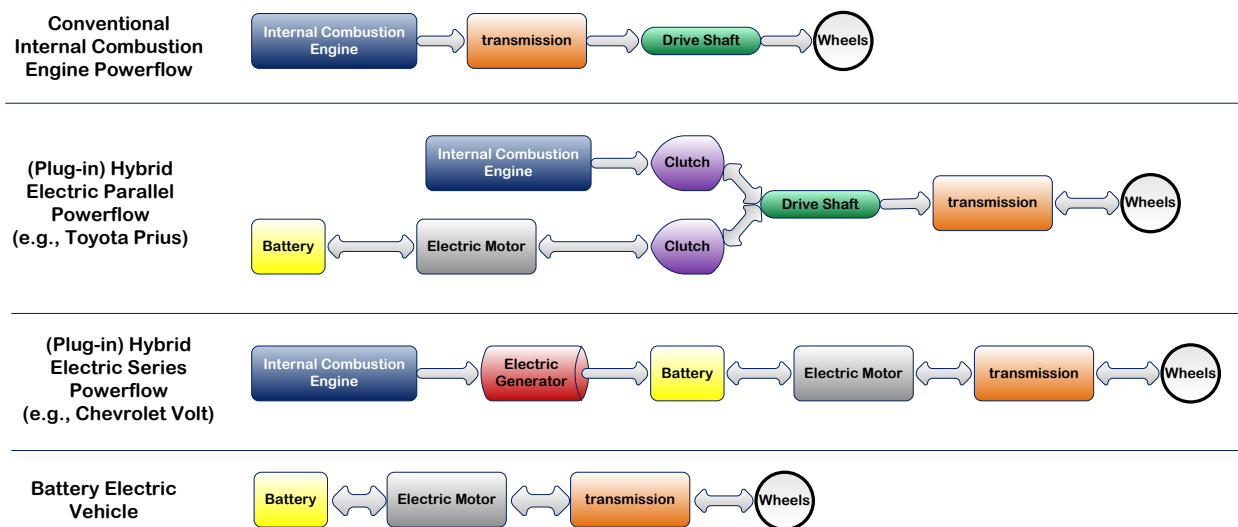 Conventional
Internal Combustion
Engine Powerflow
Internal Combustion
Engine
transmission
Drive Shaft
Wheels
(Plug-in) Hybrid
Electric Parallel
Powerflow
(e.g., Toyota Prius)
Internal Combustion
Engine
Clutch
Battery
Electric Motor
Clutch
Drive Shaft
transmission
Wheels
(Plug-in) Hybrid
Electric Series
Powerflow
(e.g., Chevrolet Volt)
Internal Combustion
Engine
Electric
Generator
Battery
Electric Motor
transmission
Wheels
Battery Electric
Vehicle
Battery
Electric Motor
transmission
Wheels